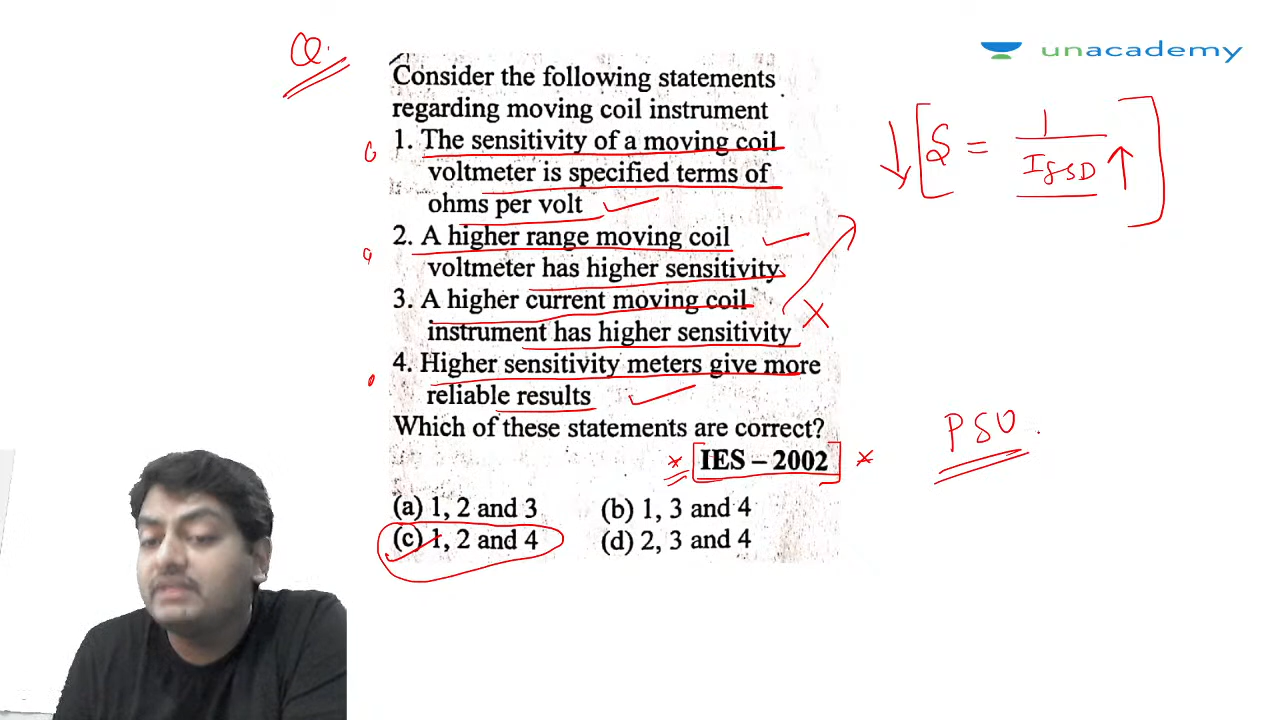 Q.
unacademy
Consider the following statements
regarding moving coil instrument
1. The sensitivity of a moving coil
voltmeter is specified terms of
ohms per volt
2. A higher range moving coil
voltmeter has higher sensitivity
3. A higher current moving coil
instrument has higher sensitivity
4. Higher sensitivity meters give more
reliable results
Which of these statements are correct?
IES – 2002
(a) 1, 2 and 3 (b) 1, 3 and 4
(c) 1, 2 and 4 (d) 2, 3 and 4
↓ [ S = 1 / IfSD ↑ ]
PSU